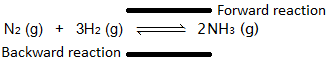 Forward reaction
N2 (g) + 3H2 (g) ⇌ 2NH3 (g)
Backward reaction